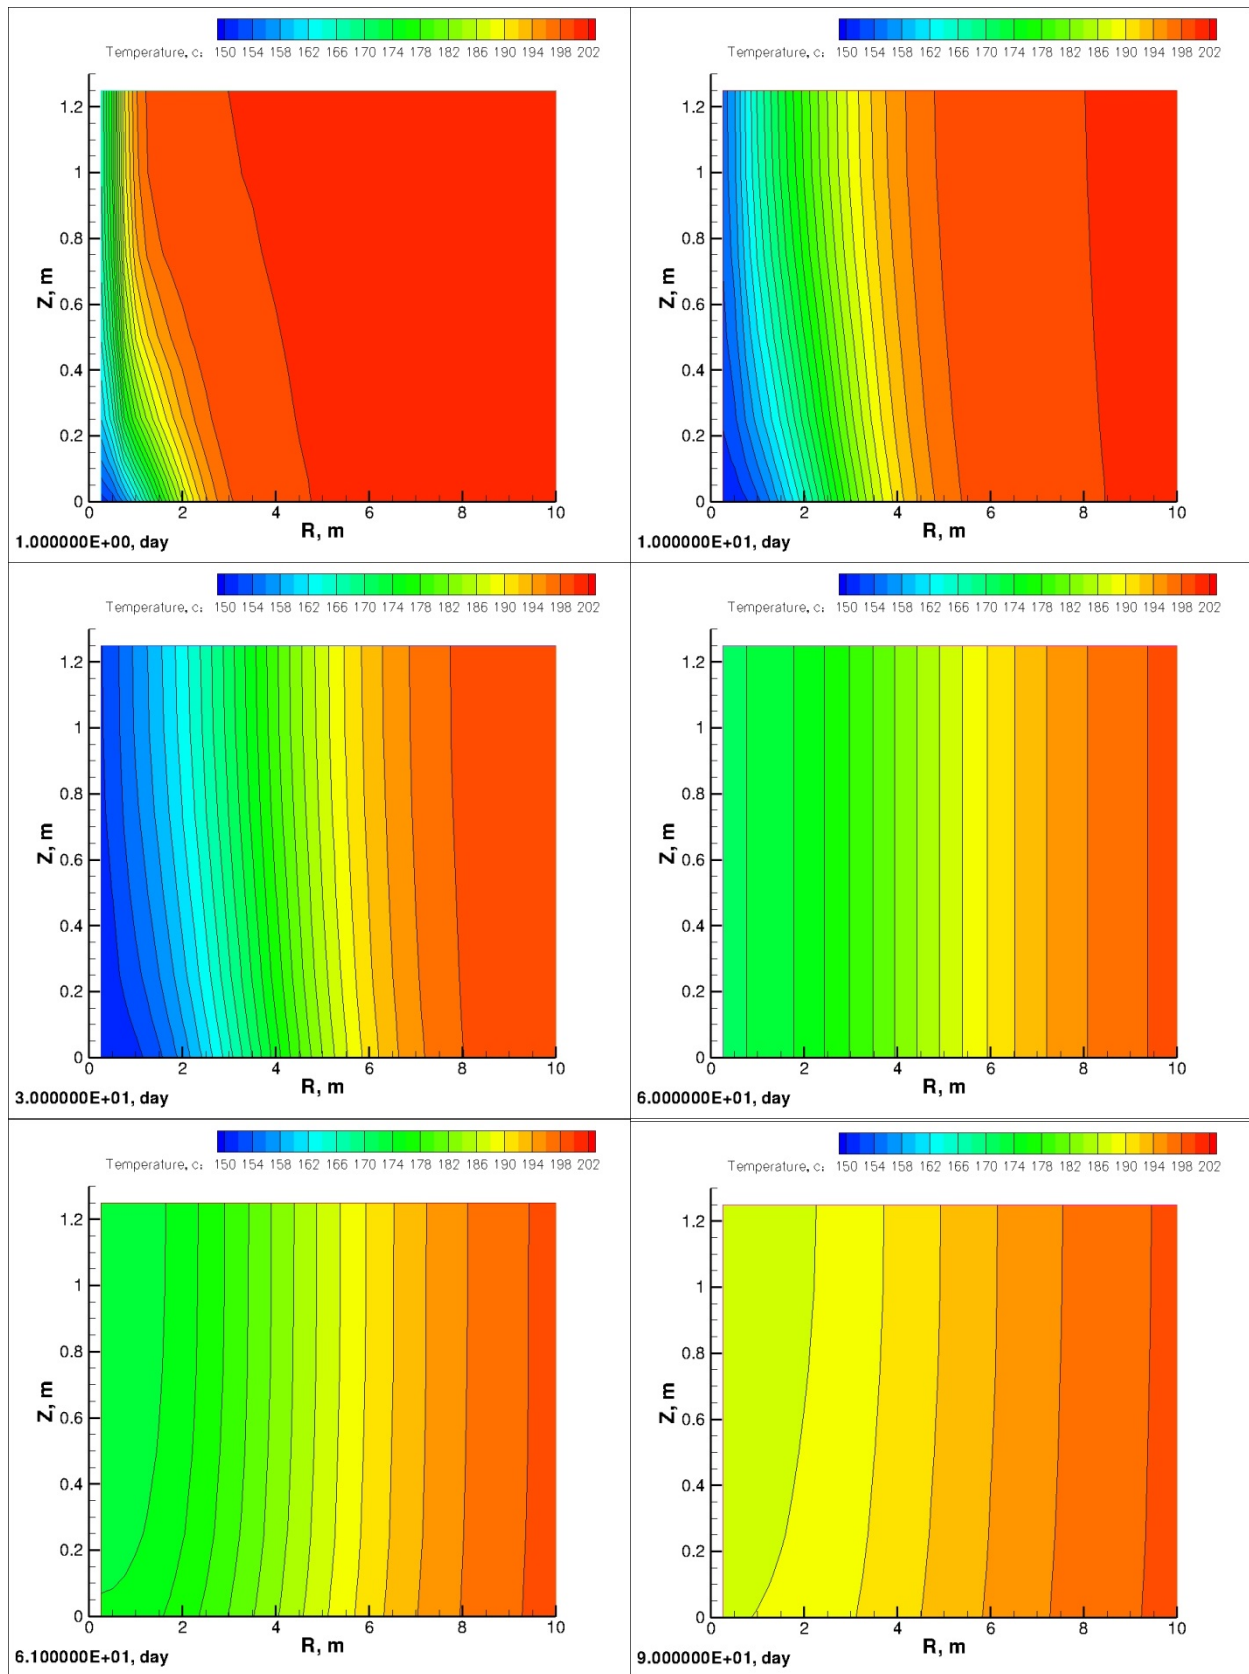 Temperature, c: 150 154 158 162 166 170 174 178 182 186 190 194 198 202
1.2
1
0.8
0.6
0.4
0.2
0
Z, m
0 2 4 6 8 10
R, m
1.000000E+00, day
Temperature, c: 150 154 158 162 166 170 174 178 182 186 190 194 198 202
1.2
1
0.8
0.6
0.4
0.2
0
Z, m
0 2 4 6 8 10
R, m
1.000000E+01, day
Temperature, c: 150 154 158 162 166 170 174 178 182 186 190 194 198 202
1.2
1
0.8
0.6
0.4
0.2
0
Z, m
0 2 4 6 8 10
R, m
3.000000E+01, day
Temperature, c: 150 154 158 162 166 170 174 178 182 186 190 194 198 202
1.2
1
0.8
0.6
0.4
0.2
0
Z, m
0 2 4 6 8 10
R, m
6.000000E+01, day
Temperature, c: 150 154 158 162 166 170 174 178 182 186 190 194 198 202
1.2
1
0.8
0.6
0.4
0.2
0
Z, m
0 2 4 6 8 10
R, m
6.100000E+01, day
Temperature, c: 150 154 158 162 166 170 174 178 182 186 190 194 198 202
1.2
1
0.8
0.6
0.4
0.2
0
Z, m
0 2 4 6 8 10
R, m
9.000000E+01, day